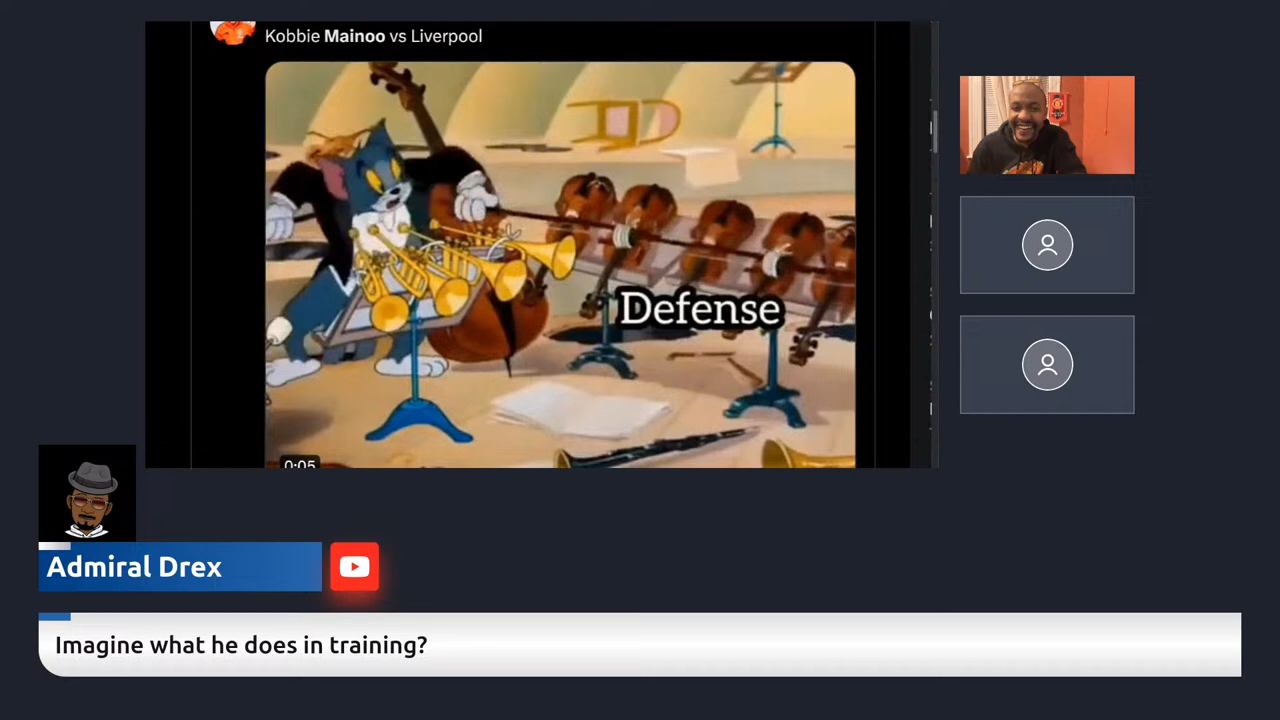 Kobbie Mainoo vs Liverpool
Defense
0:05
Admiral Drex
Imagine what he does in training?